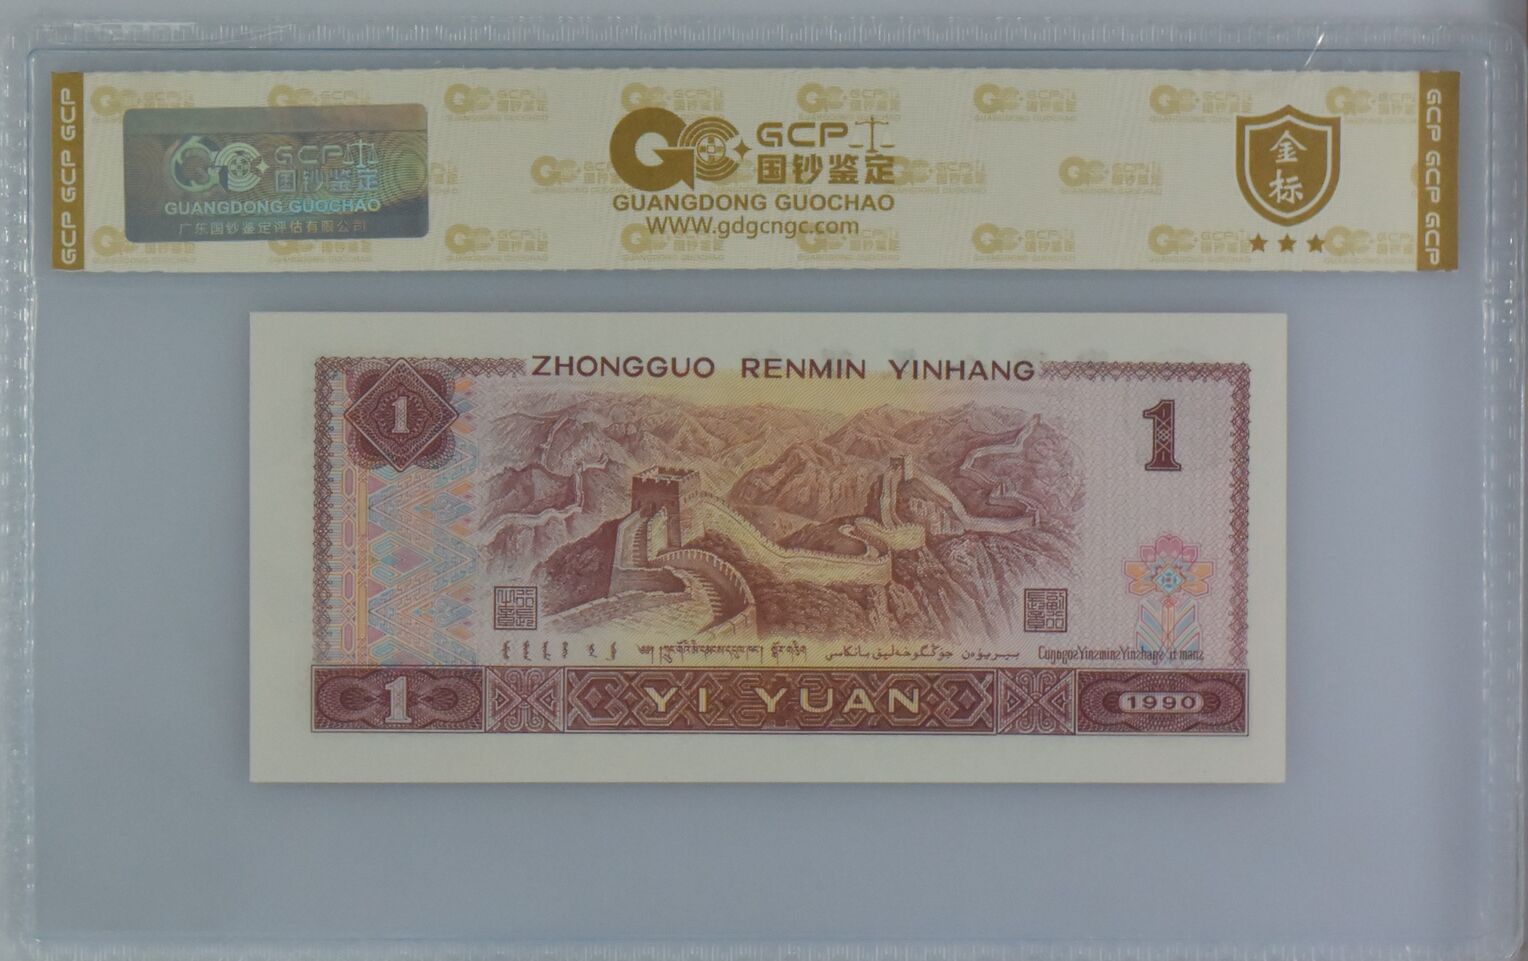 GCP GCP GCP
GCP
国钞鉴定
GUANGDONG GUOCHAO
广东国钞鉴定评估有限公司
GCP
国钞鉴定
GUANGDONG GUOCHAO
WWW.gdgcngc.com
金
标
GCP GCP GCP
ZHONGGUO RENMIN YINHANG
1
1
1
YI YUAN
1990